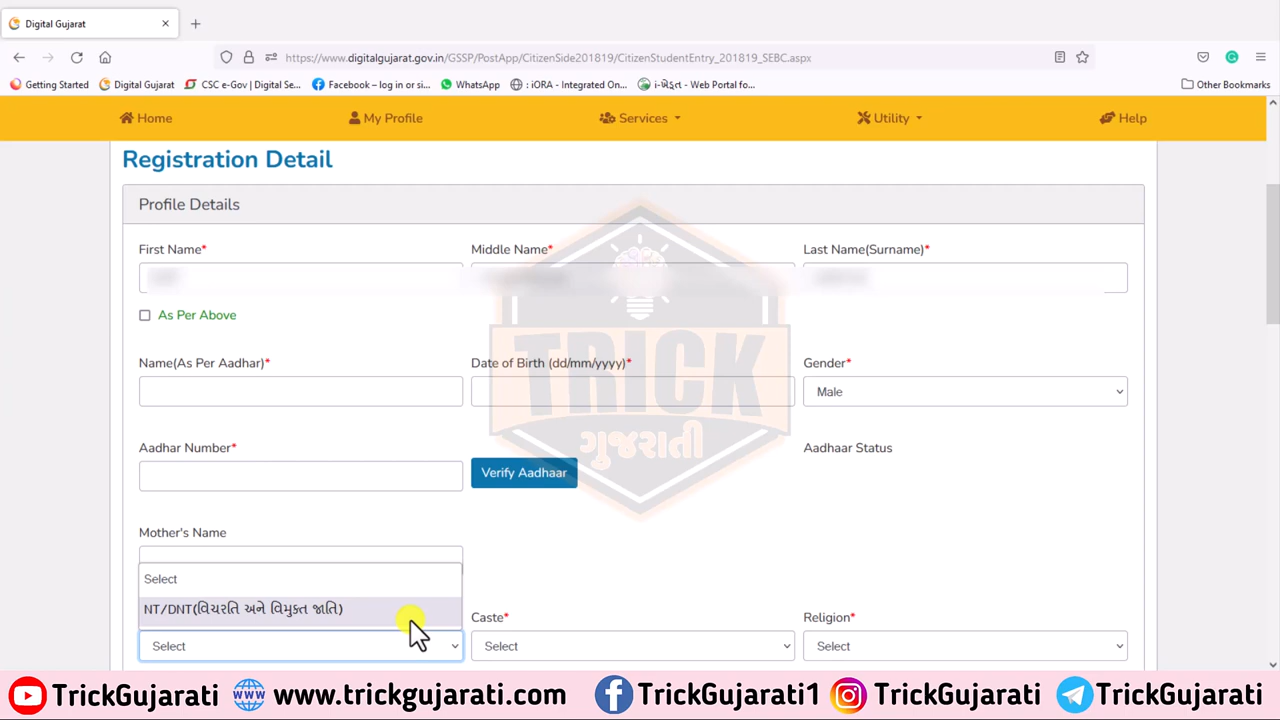 Digital Gujarat
https://www.digitalgujarat.gov.in/GSSP/PostApp/CitizenSide201819/CitizenStudentEntry_201819_SEBC.aspx
Getting Started Digital Gujarat CSC e-Gov | Digital Se... Facebook – log in or si... WhatsApp : iORA - Integrated On... i-ખેડૂત - Web Portal fo... Other Bookmarks
Home My Profile Services Utility Help
Registration Detail
Profile Details
First Name* Middle Name* Last Name(Surname)*
As Per Above
Name(As Per Aadhar)* Date of Birth (dd/mm/yyyy)* Gender*
Male
Aadhar Number* Aadhaar Status
Verify Aadhaar
Mother's Name
Select
NT/DNT(વિચરતિ અને વિમુક્ત જાતિ)
Caste* Religion*
Select Select Select
TRICK
ગુજરાતી
TrickGujarati www.trickgujarati.com TrickGujarati1 TrickGujarati TrickGujarati